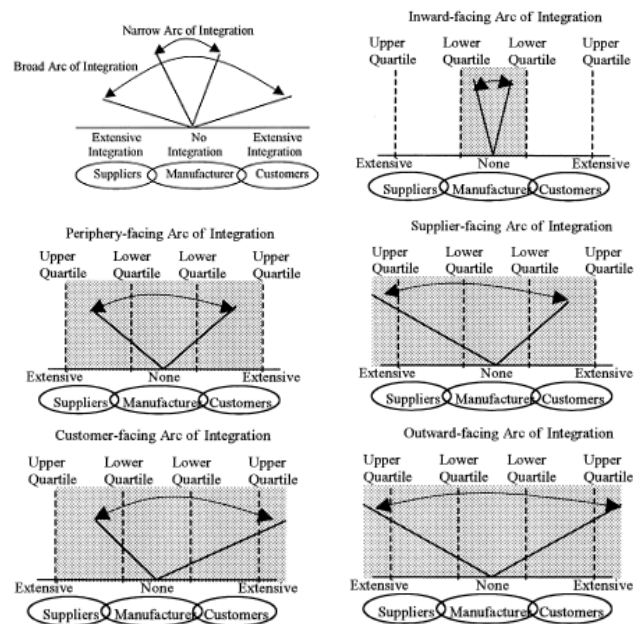 Narrow Arc of Integration
Broad Arc of Integration
Extensive Integration
No Integration
Extensive Integration
Suppliers Manufacturer Customers
Inward-facing Arc of Integration
Upper Quartile
Lower Quartile
Lower Quartile
Upper Quartile
Extensive None Extensive
Suppliers Manufacturer Customers
Periphery-facing Arc of Integration
Upper Quartile
Lower Quartile
Lower Quartile
Upper Quartile
Extensive None Extensive
Suppliers Manufacturer Customers
Supplier-facing Arc of Integration
Upper Quartile
Lower Quartile
Lower Quartile
Upper Quartile
Extensive None Extensive
Suppliers Manufacturer Customers
Customer-facing Arc of Integration
Upper Quartile
Lower Quartile
Lower Quartile
Upper Quartile
Extensive None Extensive
Suppliers Manufacturer Customers
Outward-facing Arc of Integration
Upper Quartile
Lower Quartile
Lower Quartile
Upper Quartile
Extensive None Extensive
Suppliers Manufacturer Customers